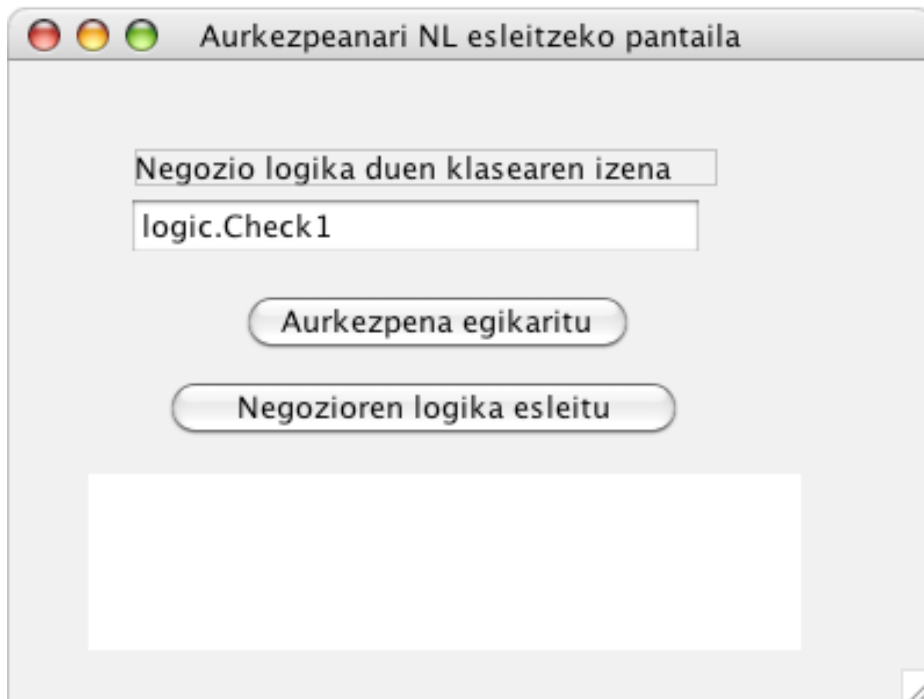 Aurkezpeanari NL esleitzeko pantaila
Negozio logika duen klasearen izena
logic.Check1
Aurkezpena egikaritu
Negozioren logika esleitu